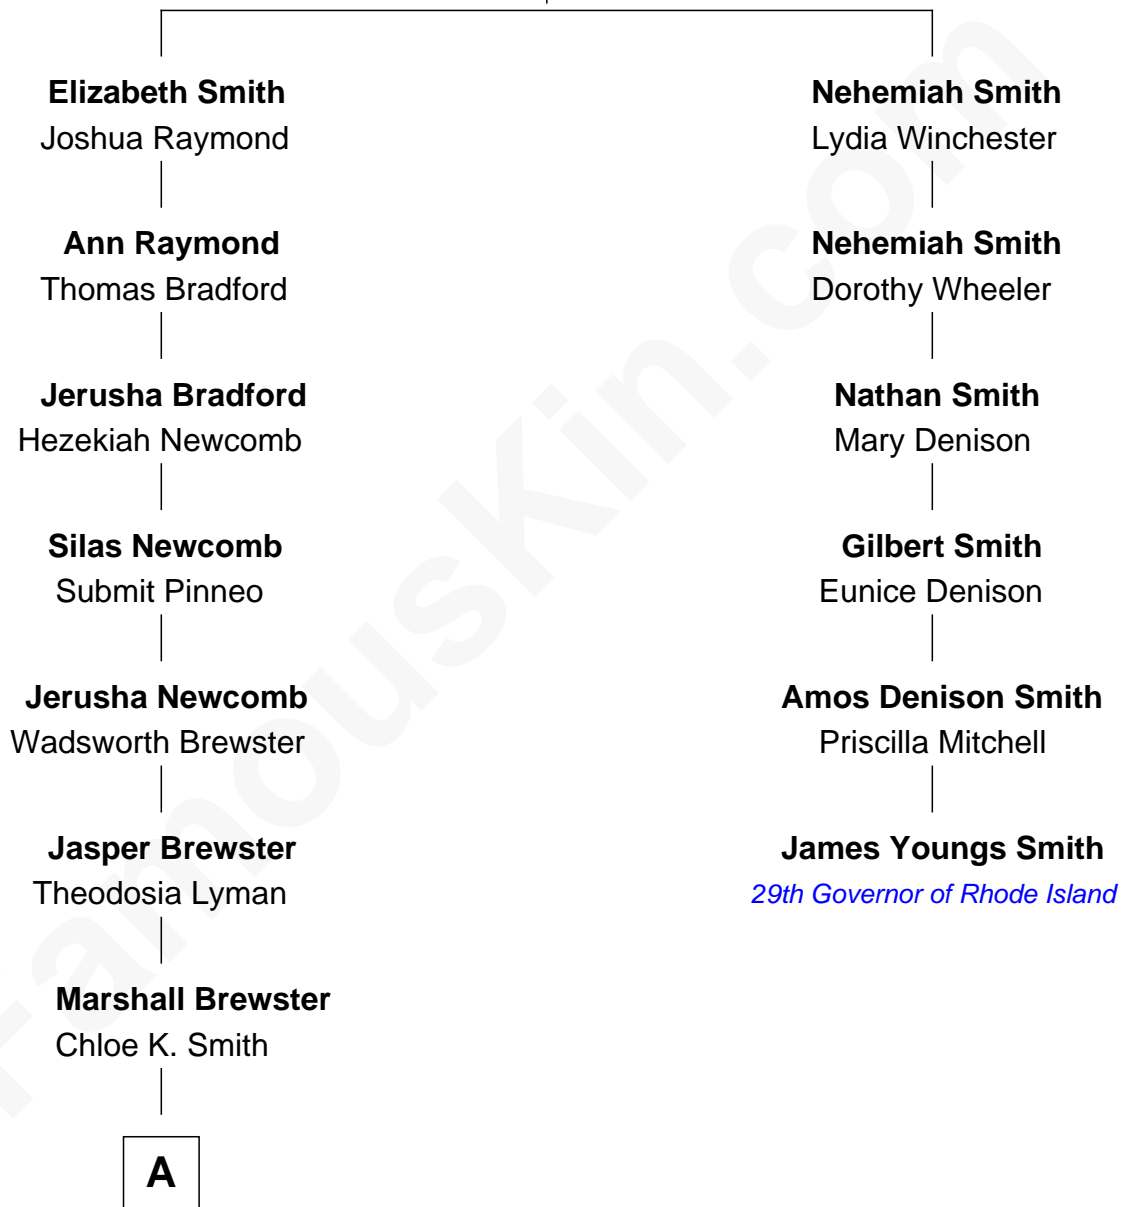 Elizabeth Smith
Joshua Raymond
Ann Raymond
Thomas Bradford
Jerusha Bradford
Hezekiah Newcomb
Silas Newcomb
Submit Pinneo
Jerusha Newcomb
Wadsworth Brewster
Jasper Brewster
Theodosia Lyman
Marshall Brewster
Chloe K. Smith
A
Nehemiah Smith
Lydia Winchester
Nehemiah Smith
Dorothy Wheeler
Nathan Smith
Mary Denison
Gilbert Smith
Eunice Denison
Amos Denison Smith
Priscilla Mitchell
James Youngs Smith
29th Governor of Rhode Island
FamousKin.com